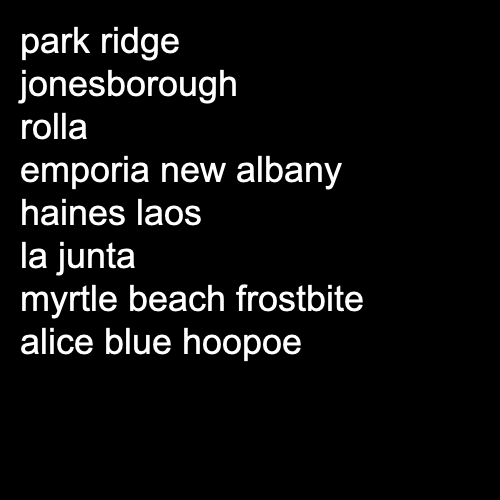 park ridge
jonesborough
rolla
emporia new albany
haines laos
la junta
myrtle beach frostbite
alice blue hoopoe